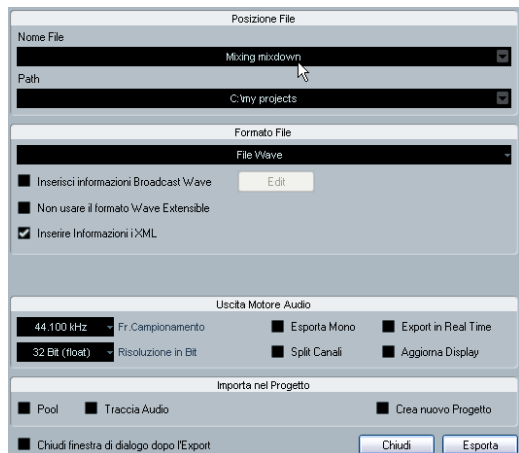 Posizione File
Nome File
Mixing mixdown
Path
C:\my projects
Formato File
File Wave
Inserisci informazioni Broadcast Wave Edit
Non usare il formato Wave Extensible
Inserire Informazioni iXML
Uscita Motore Audio
44.100 kHz Fr.Campionamento Esporta Mono Export in Real Time
32 Bit (float) Risoluzione in Bit Split Canali Aggiorna Display
Importa nel Progetto
Pool Traccia Audio Crea nuovo Progetto
Chiudi finestra di dialogo dopo l'Export Chiudi Esporta